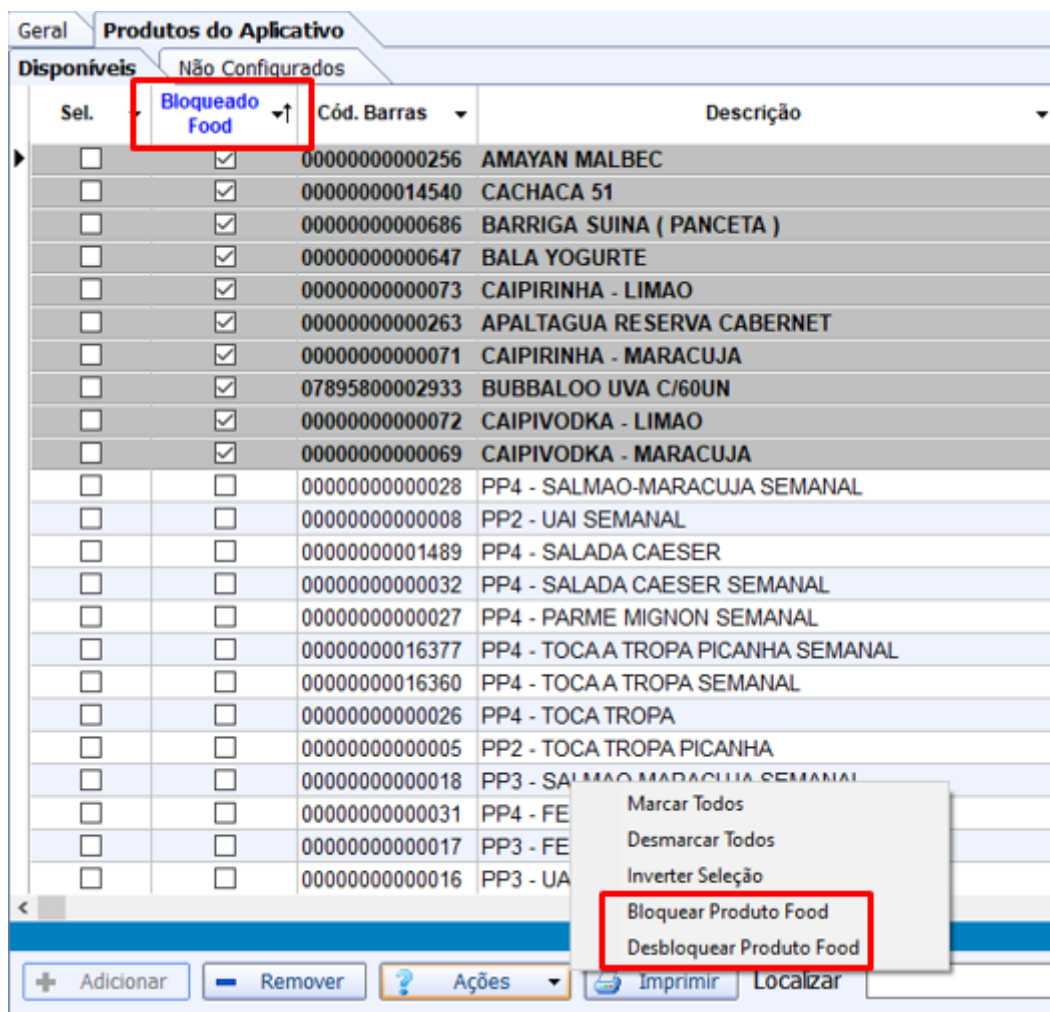 Geral Produtos do Aplicativo
Disponíveis Não Configurados
Sel. Bloqueado Food Cód. Barras Descrição
00000000000256 AMAYAN MALBEC
00000000014540 CACHACA 51
00000000000686 BARRIGA SUINA ( PANCETA )
00000000000647 BALA YOGURTE
00000000000073 CAIPIRINHA - LIMAO
00000000000263 APALTAGUA RESERVA CABERNET
00000000000071 CAIPIRINHA - MARACUJA
07895800002933 BUBBALOO UVA C/60UN
00000000000072 CAIPIVODKA - LIMAO
00000000000069 CAIPIVODKA - MARACUJA
00000000000028 PP4 - SALMAO-MARACUJA SEMANAL
00000000000008 PP2 - UAI SEMANAL
00000000001489 PP4 - SALADA CAESER
00000000000032 PP4 - SALADA CAESER SEMANAL
00000000000027 PP4 - PARME MIGNON SEMANAL
00000000016377 PP4 - TOCA A TROPA PICANHA SEMANAL
00000000016360 PP4 - TOCA A TROPA SEMANAL
00000000000026 PP4 - TOCA TROPA
00000000000005 PP2 - TOCA TROPA PICANHA
00000000000018 PP3 - SALMAO MARACUJA SEMANAL
00000000000031 PP4 - FE
00000000000017 PP3 - FE
00000000000016 PP3 - UA
Marcar Todos
Desmarcar Todos
Inverter Seleção
Bloquear Produto Food
Desbloquear Produto Food
Adicionar Remover Ações Imprimir Localizar